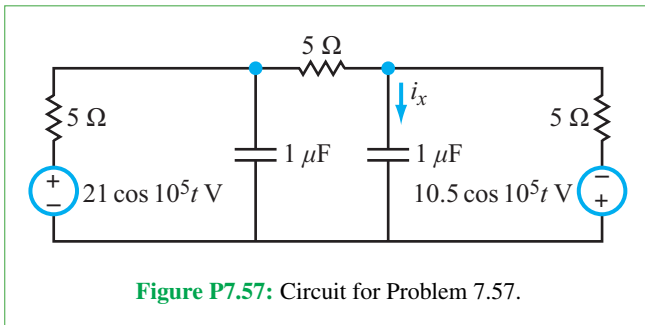 5 Ω
iₓ
5 Ω
5 Ω
1 μF
1 μF
+
−
21 cos 10⁵t V
10.5 cos 10⁵t V
−
+
Figure P7.57: Circuit for Problem 7.57.